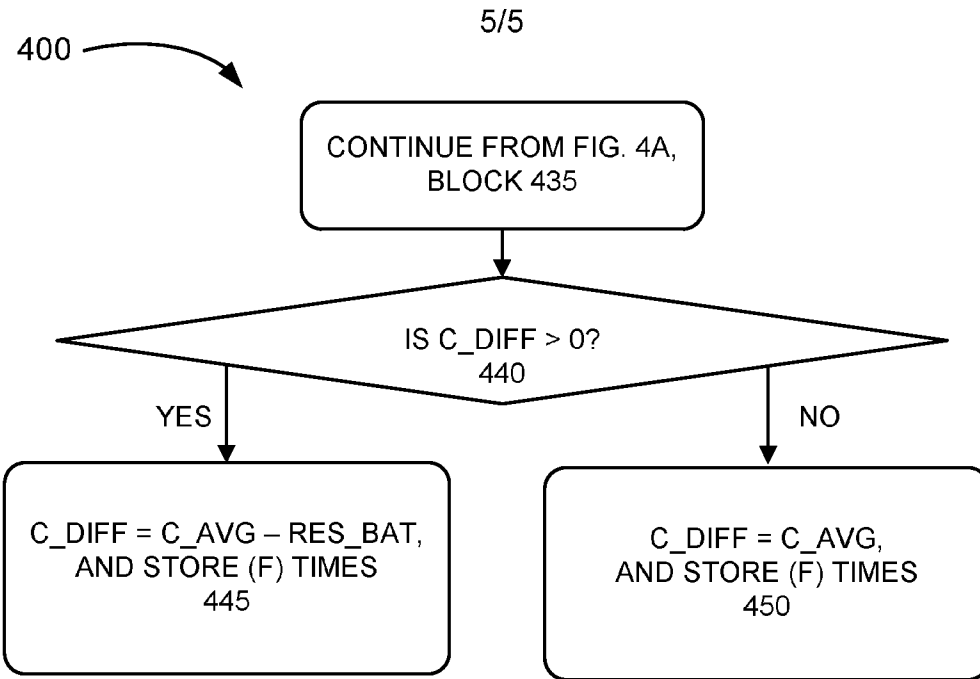 5/5
400
CONTINUE FROM FIG. 4A,
BLOCK 435
IS C_DIFF > 0?
440
YES
NO
C_DIFF = C_AVG – RES_BAT,
AND STORE (F) TIMES
445
C_DIFF = C_AVG,
AND STORE (F) TIMES
450